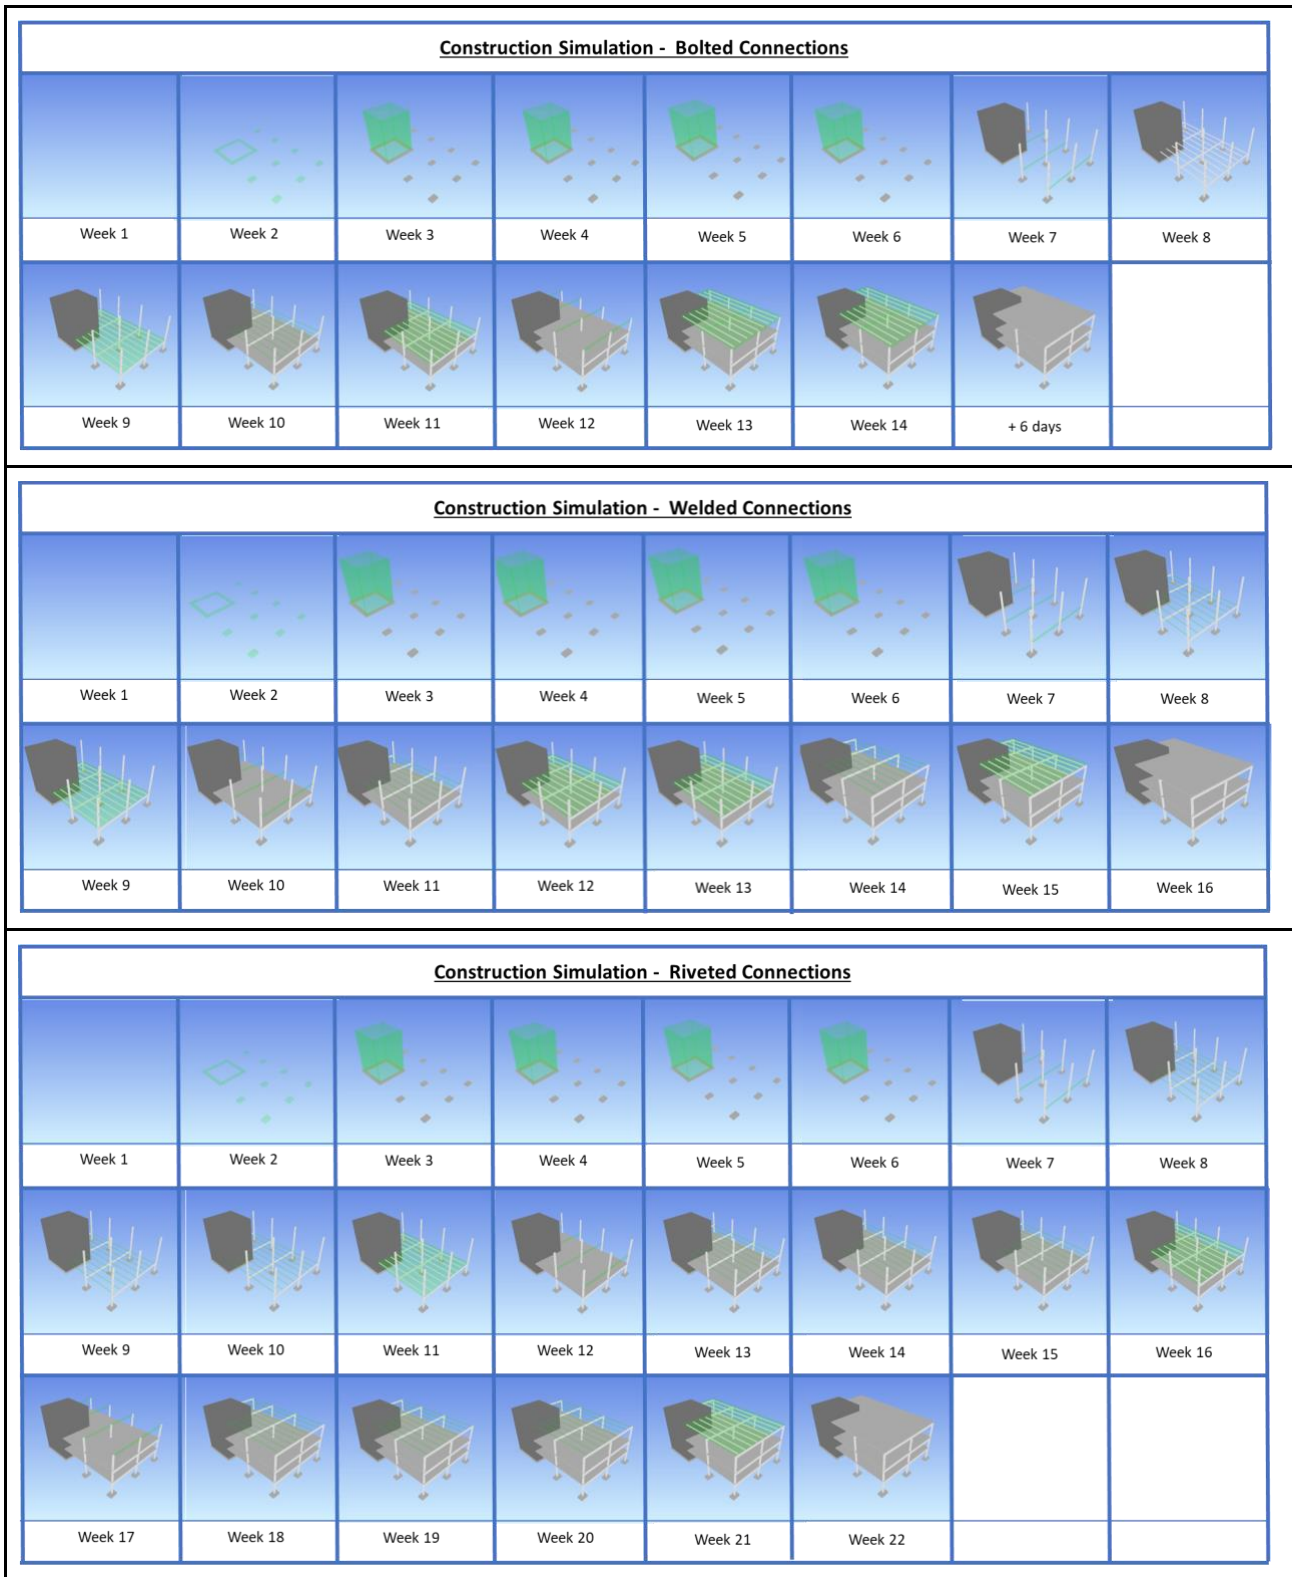 Construction Simulation - Bolted Connections
Week 1 Week 2 Week 3 Week 4 Week 5 Week 6 Week 7 Week 8
Week 9 Week 10 Week 11 Week 12 Week 13 Week 14 + 6 days
Construction Simulation - Welded Connections
Week 1 Week 2 Week 3 Week 4 Week 5 Week 6 Week 7 Week 8
Week 9 Week 10 Week 11 Week 12 Week 13 Week 14 Week 15 Week 16
Construction Simulation - Riveted Connections
Week 1 Week 2 Week 3 Week 4 Week 5 Week 6 Week 7 Week 8
Week 9 Week 10 Week 11 Week 12 Week 13 Week 14 Week 15 Week 16
Week 17 Week 18 Week 19 Week 20 Week 21 Week 22